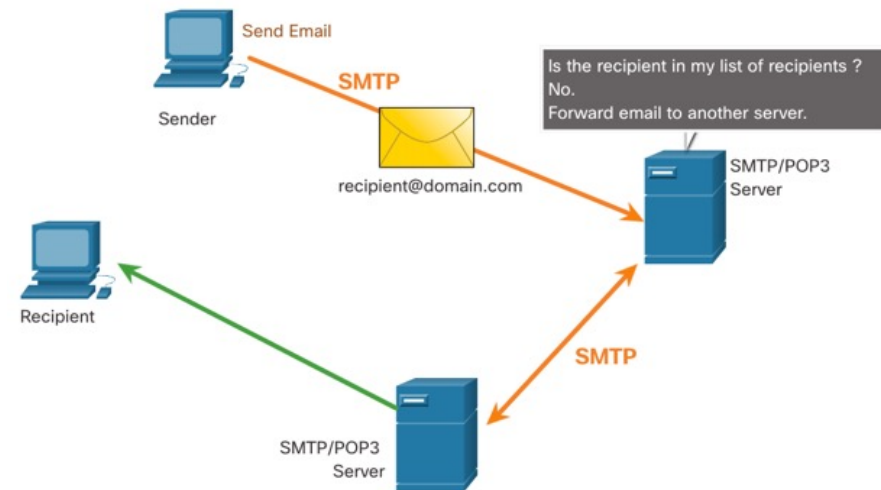 Send Email
SMTP
Sender
recipient@domain.com
Is the recipient in my list of recipients ?
No.
Forward email to another server.
SMTP/POP3
Server
Recipient
SMTP
SMTP/POP3
Server